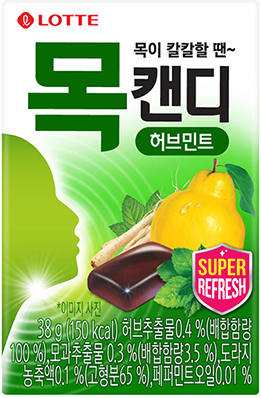 LOTTE
목이 칼칼할 땐~
목캔디
허브민트
SUPER
REFRESH
*이미지 사진
38 g (150 kcal) 허브추출물0.4 %(배합함량
100 %),모과추출물 0.3 %(배합함량3.5 %),도라지
농축액0.1 %(고형분65 %),페퍼민트오일0.01 %